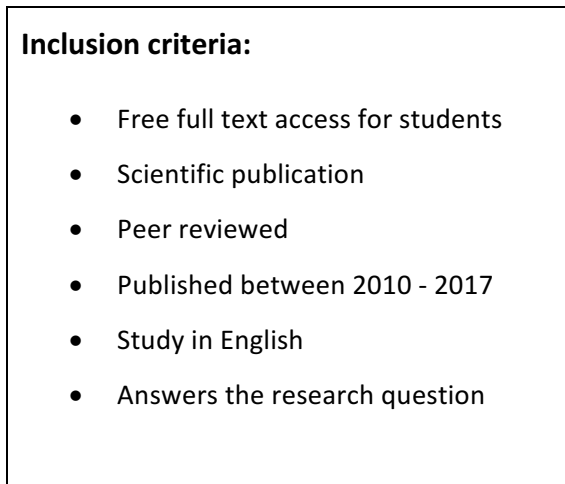 Inclusion criteria:
• Free full text access for students
• Scientific publication
• Peer reviewed
• Published between 2010 - 2017
• Study in English
• Answers the research question